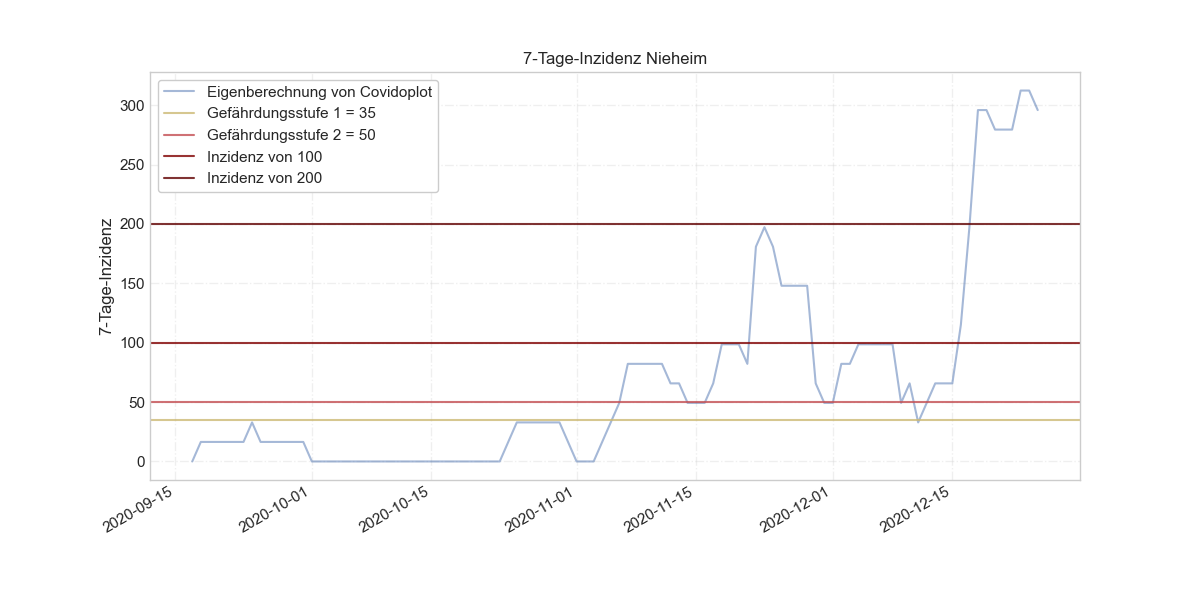 7-Tage-Inzidenz Nieheim
Eigenberechnung von Covidoplot
Gefährdungsstufe 1 = 35
Gefährdungsstufe 2 = 50
Inzidenz von 100
Inzidenz von 200
7-Tage-Inzidenz
300
250
200
150
100
50
0
2020-09-15
2020-10-01
2020-10-15
2020-11-01
2020-11-15
2020-12-01
2020-12-15